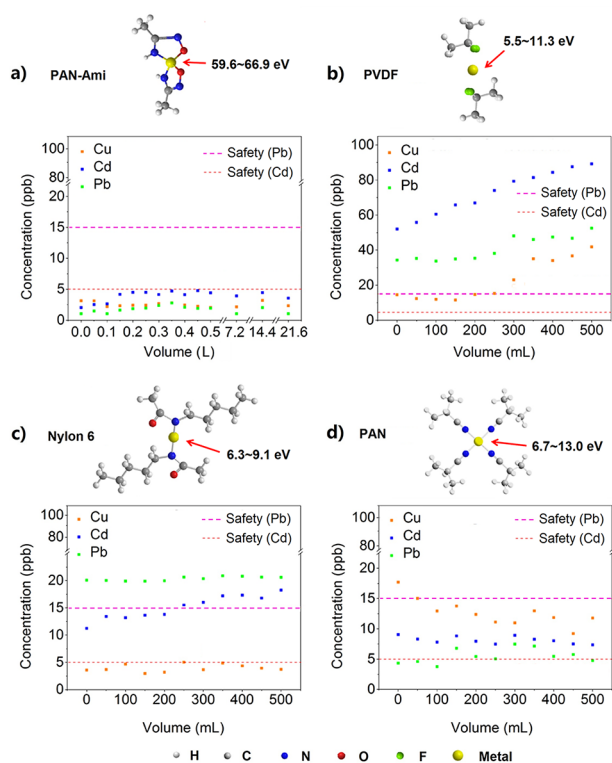 a) PAN-Ami
59.6~66.9 eV
Concentration (ppb)
100
80
20
15
10
5
0
Cu
Cd
Pb
Safety (Pb)
Safety (Cd)
0.0 0.1 0.2 0.3 0.4 0.5 7.2 14.4 21.6
Volume (L)
b) PVDF
5.5~11.3 eV
Concentration (ppb)
100
80
60
40
20
0
Cu
Cd
Pb
Safety (Pb)
Safety (Cd)
0 100 200 300 400 500
Volume (mL)
c) Nylon 6
6.3~9.1 eV
Concentration (ppb)
100
80
20
15
10
5
0
Cu
Cd
Pb
Safety (Pb)
Safety (Cd)
0 100 200 300 400 500
Volume (mL)
d) PAN
6.7~13.0 eV
Concentration (ppb)
100
80
20
15
10
5
0
Cu
Cd
Pb
Safety (Pb)
Safety (Cd)
0 100 200 300 400 500
Volume (mL)
H C N O F Metal